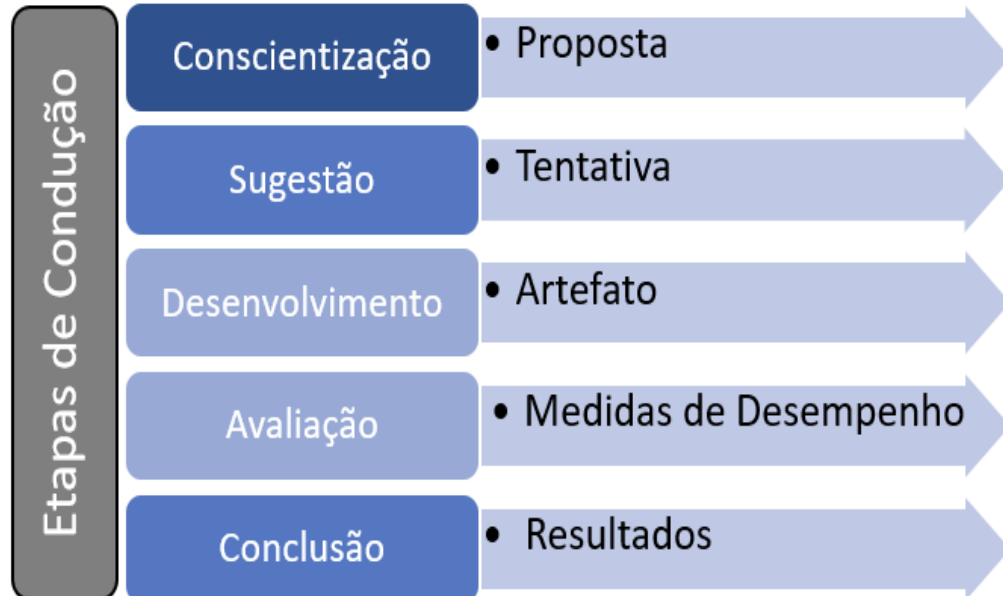 Etapas de Condução
Conscientização
• Proposta
Sugestão
• Tentativa
Desenvolvimento
• Artefato
Avaliação
• Medidas de Desempenho
Conclusão
• Resultados